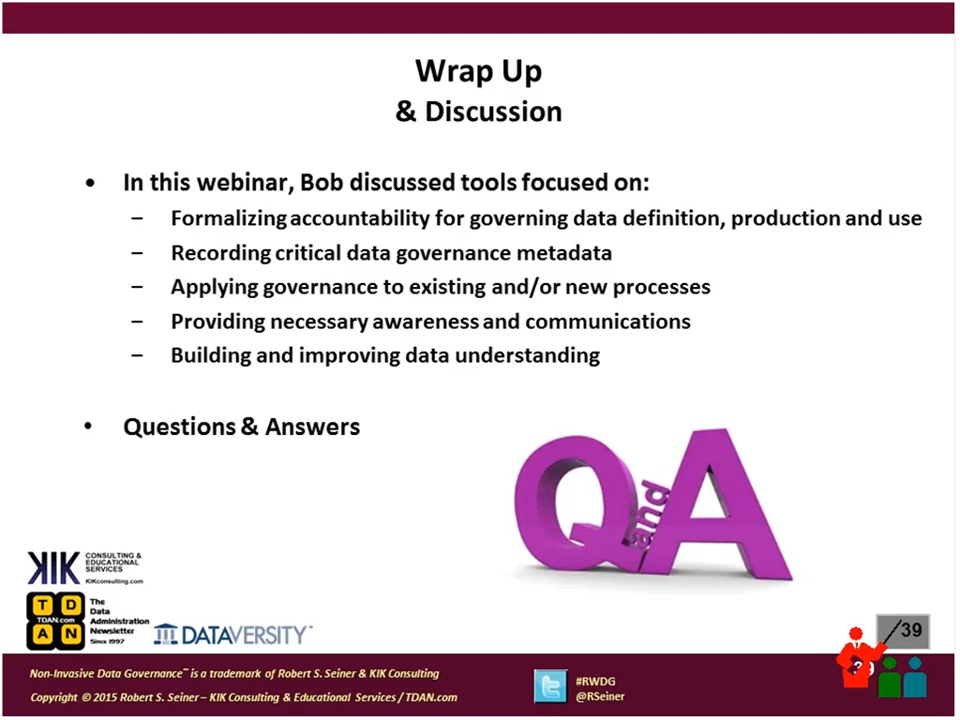 Wrap Up
& Discussion
• In this webinar, Bob discussed tools focused on:
– Formalizing accountability for governing data definition, production and use
– Recording critical data governance metadata
– Applying governance to existing and/or new processes
– Providing necessary awareness and communications
– Building and improving data understanding
• Questions & Answers
Q and A
KIK CONSULTING & EDUCATIONAL SERVICES
KIKconsulting.com
T D
TDAN.com
A N
The
Data
Administration
Newsletter
Since 1997
DATAVERSITY™
/39
39
Non-Invasive Data Governance™ is a trademark of Robert S. Seiner & KIK Consulting
Copyright © 2015 Robert S. Seiner – KIK Consulting & Educational Services / TDAN.com
#RWDG
@RSeiner